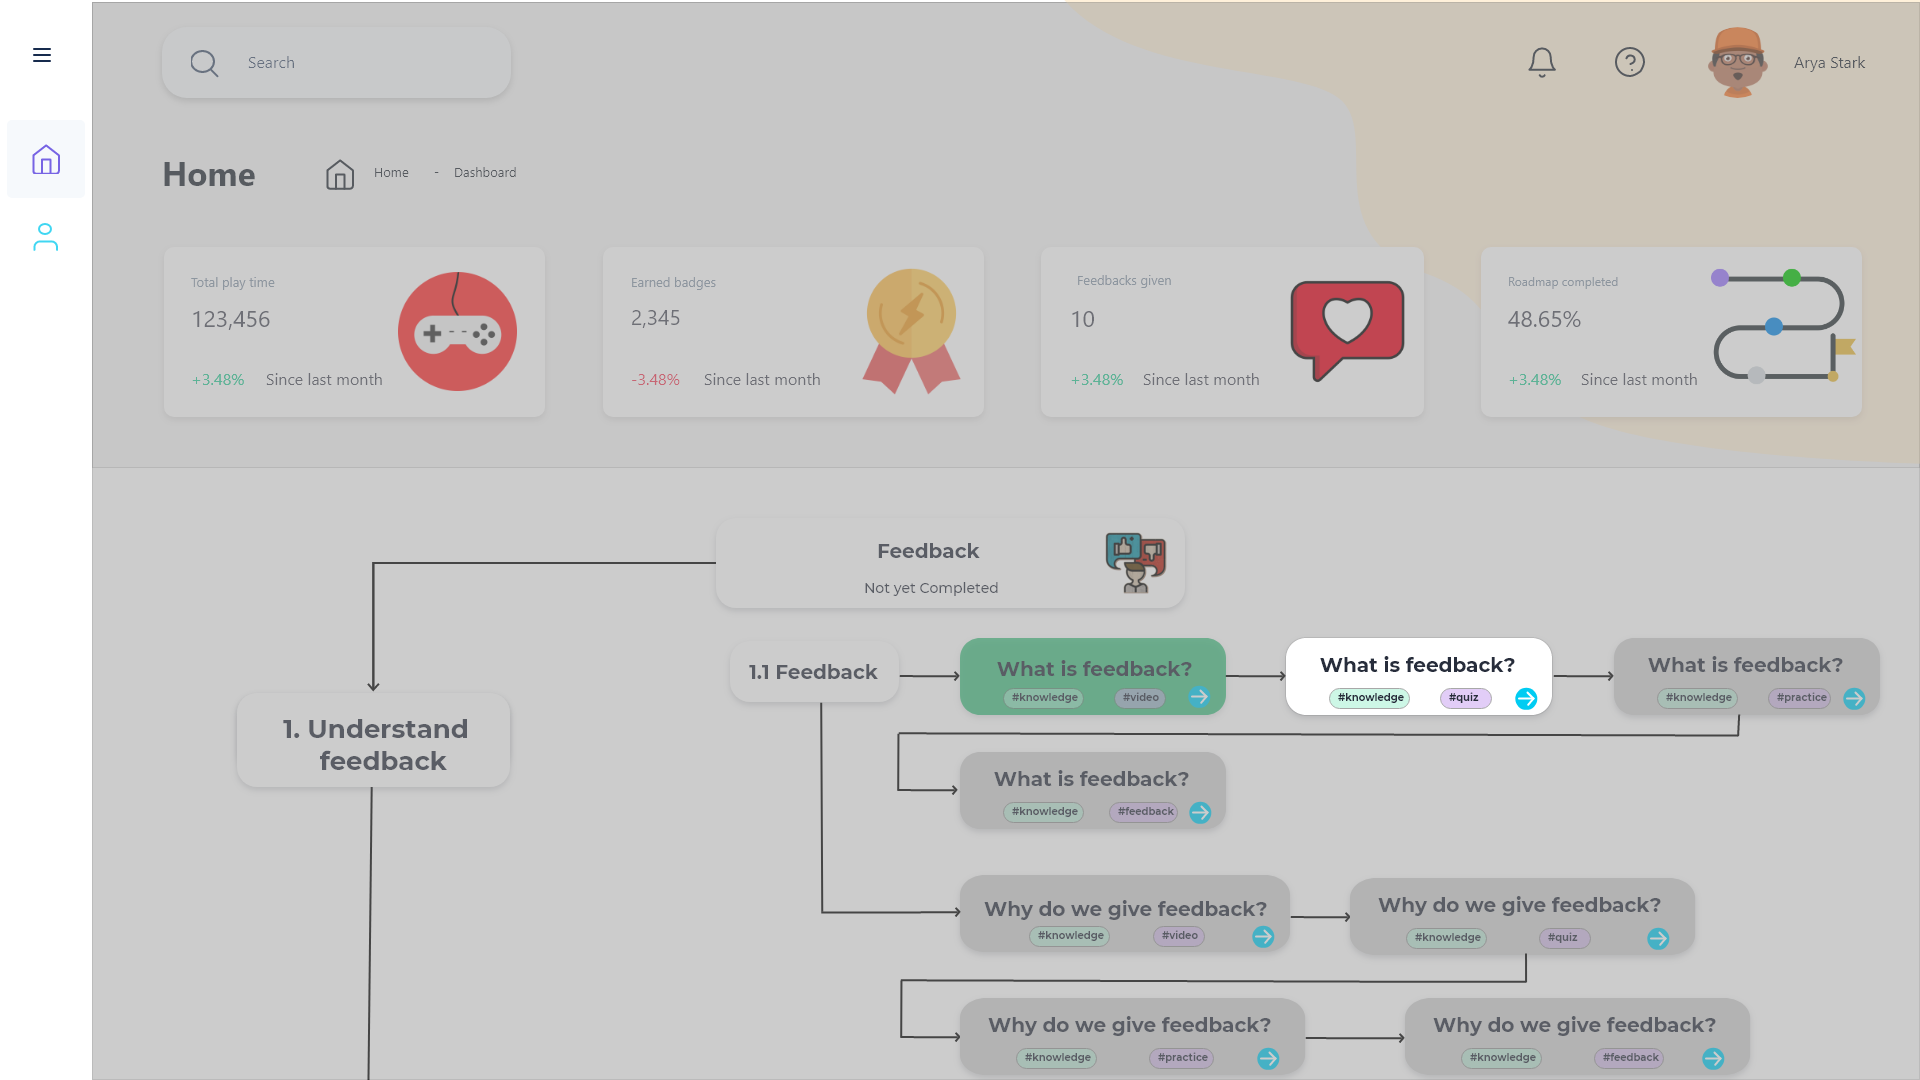 Search
Arya Stark
Home
Home - Dashboard
Total play time
123,456
+3.48% Since last month
Earned badges
2,345
-3.48% Since last month
Feedbacks given
10
+3.48% Since last month
Roadmap completed
48.65%
+3.48% Since last month
Feedback
Not yet Completed
1. Understand
feedback
1.1 Feedback
What is feedback?
#knowledge #video
What is feedback?
#knowledge #quiz
What is feedback?
#knowledge #practice
What is feedback?
#knowledge #feedback
Why do we give feedback?
#knowledge #video
Why do we give feedback?
#knowledge #quiz
Why do we give feedback?
#knowledge #practice
Why do we give feedback?
#knowledge #feedback